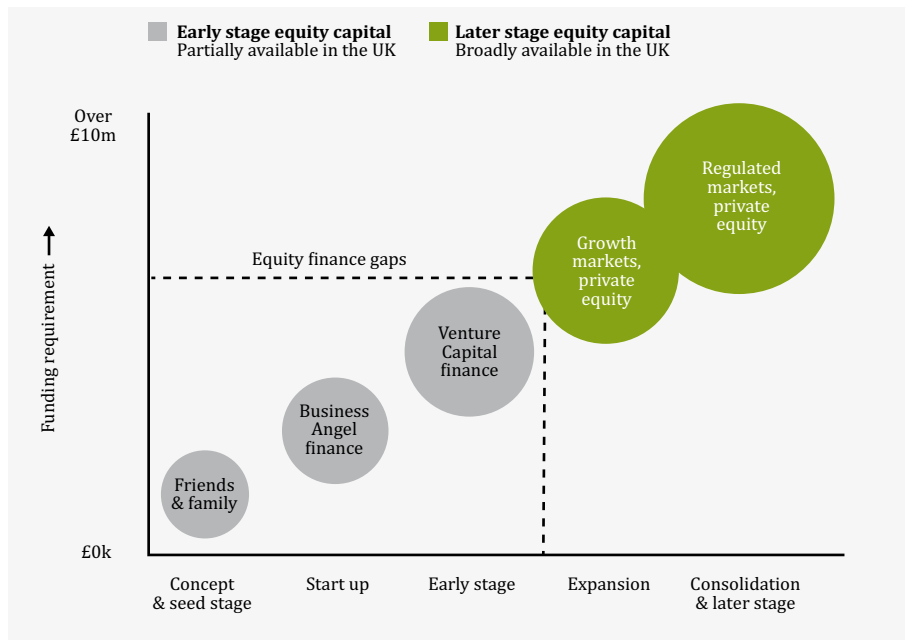 Early stage equity capital
Partially available in the UK
Later stage equity capital
Broadly available in the UK
Over
£10m
Funding requirement
£0k
Equity finance gaps
Friends
& family
Business
Angel
finance
Venture
Capital
finance
Growth
markets,
private
equity
Regulated
markets,
private
equity
Concept
& seed stage
Start up
Early stage
Expansion
Consolidation
& later stage